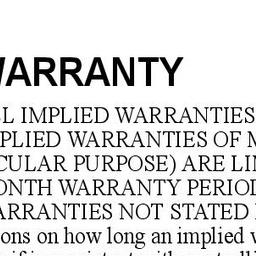 WARRANTY
L IMPLIED WARRANTIES
PLIED WARRANTIES OF
CULAR PURPOSE) ARE
ONTH WARRANTY PERIOD
ARRANTIES NOT STATED
ons on how long an implied